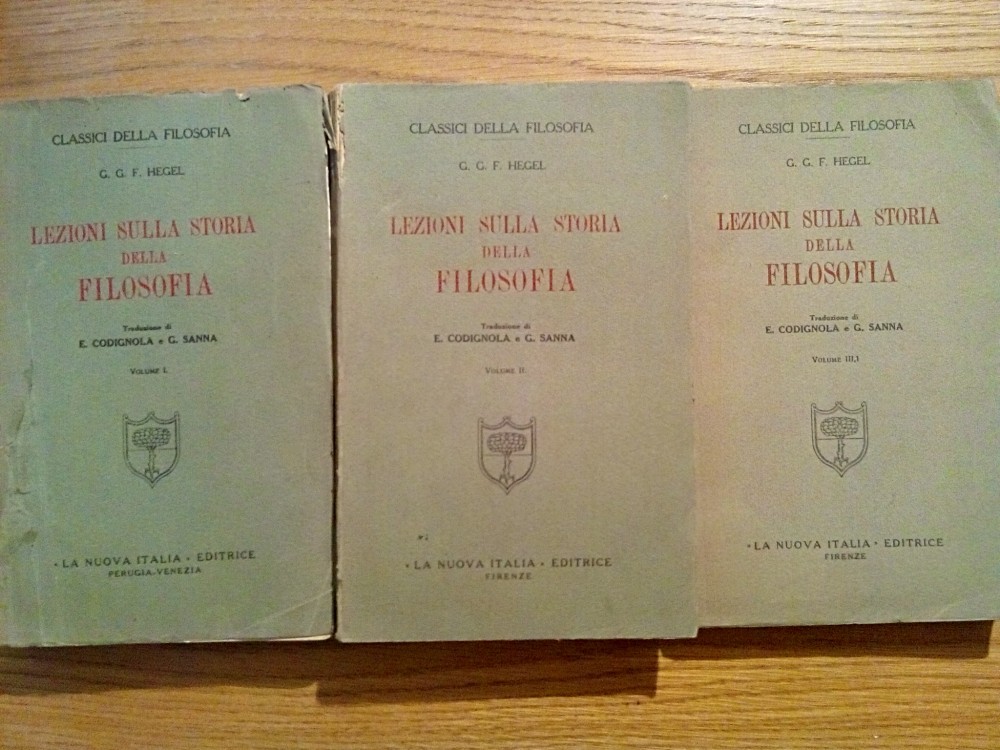 CLASSICI DELLA FILOSOFIA
G. G. F. HEGEL
LEZIONI SULLA STORIA
DELLA
FILOSOFIA
Traduzione di
E. CODIGNOLA e G. SANNA
VOLUME I.
• LA NUOVA ITALIA • EDITRICE
PERUGIA-VENEZIA
CLASSICI DELLA FILOSOFIA
G. G. F. HEGEL
LEZIONI SULLA STORIA
DELLA
FILOSOFIA
Traduzione di
E. CODIGNOLA e G. SANNA
VOLUME II.
• LA NUOVA ITALIA • EDITRICE
FIRENZE
CLASSICI DELLA FILOSOFIA
G. G. F. HEGEL
LEZIONI SULLA STORIA
DELLA
FILOSOFIA
Traduzione di
E. CODIGNOLA e G. SANNA
VOLUME III,1
• LA NUOVA ITALIA • EDITRICE
FIRENZE